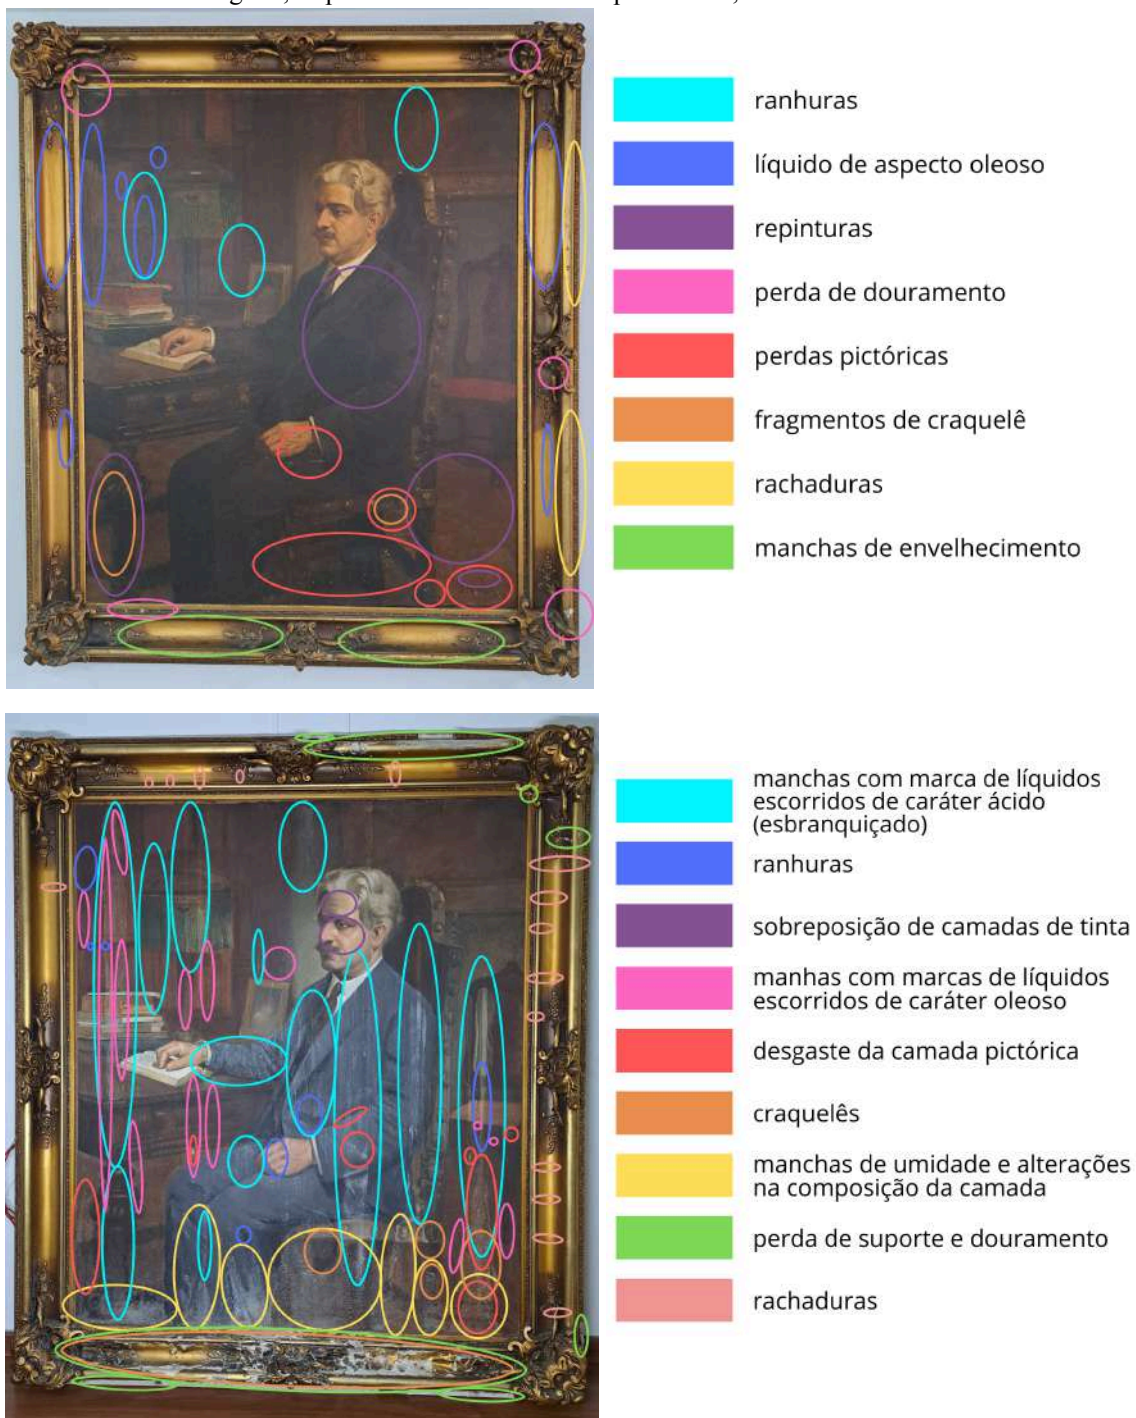 ranhuras
líquido de aspecto oleoso
repinturas
perda de douramento
perdas pictóricas
fragmentos de craquelê
rachaduras
manchas de envelhecimento
manchas com marca de líquidos
escorridos de caráter ácido
(esbranquiçado)
ranhuras
sobreposição de camadas de tinta
manhas com marcas de líquidos
escorridos de caráter oleoso
desgaste da camada pictórica
craquelês
manchas de umidade e alterações
na composição da camada
perda de suporte e douramento
rachaduras